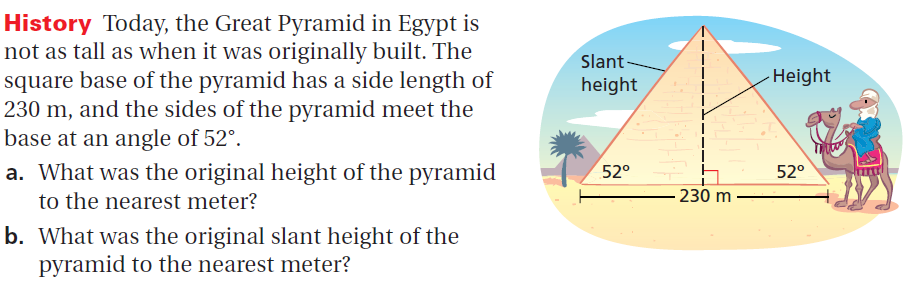 History Today, the Great Pyramid in Egypt is
not as tall as when it was originally built. The
square base of the pyramid has a side length of
230 m, and the sides of the pyramid meet the
base at an angle of 52°.
a. What was the original height of the pyramid
to the nearest meter?
b. What was the original slant height of the
pyramid to the nearest meter?
Slant
height
Height
52°
52°
230 m